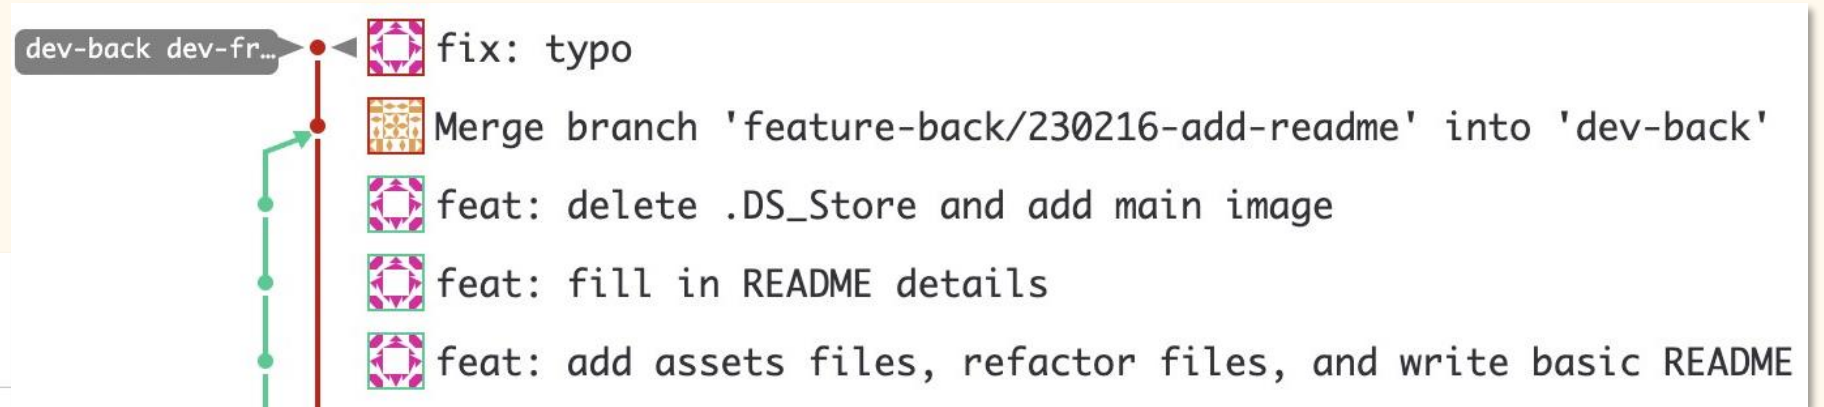 dev-back dev-fr… fix: typo
Merge branch 'feature-back/230216-add-readme' into 'dev-back'
feat: delete .DS_Store and add main image
feat: fill in README details
feat: add assets files, refactor files, and write basic README